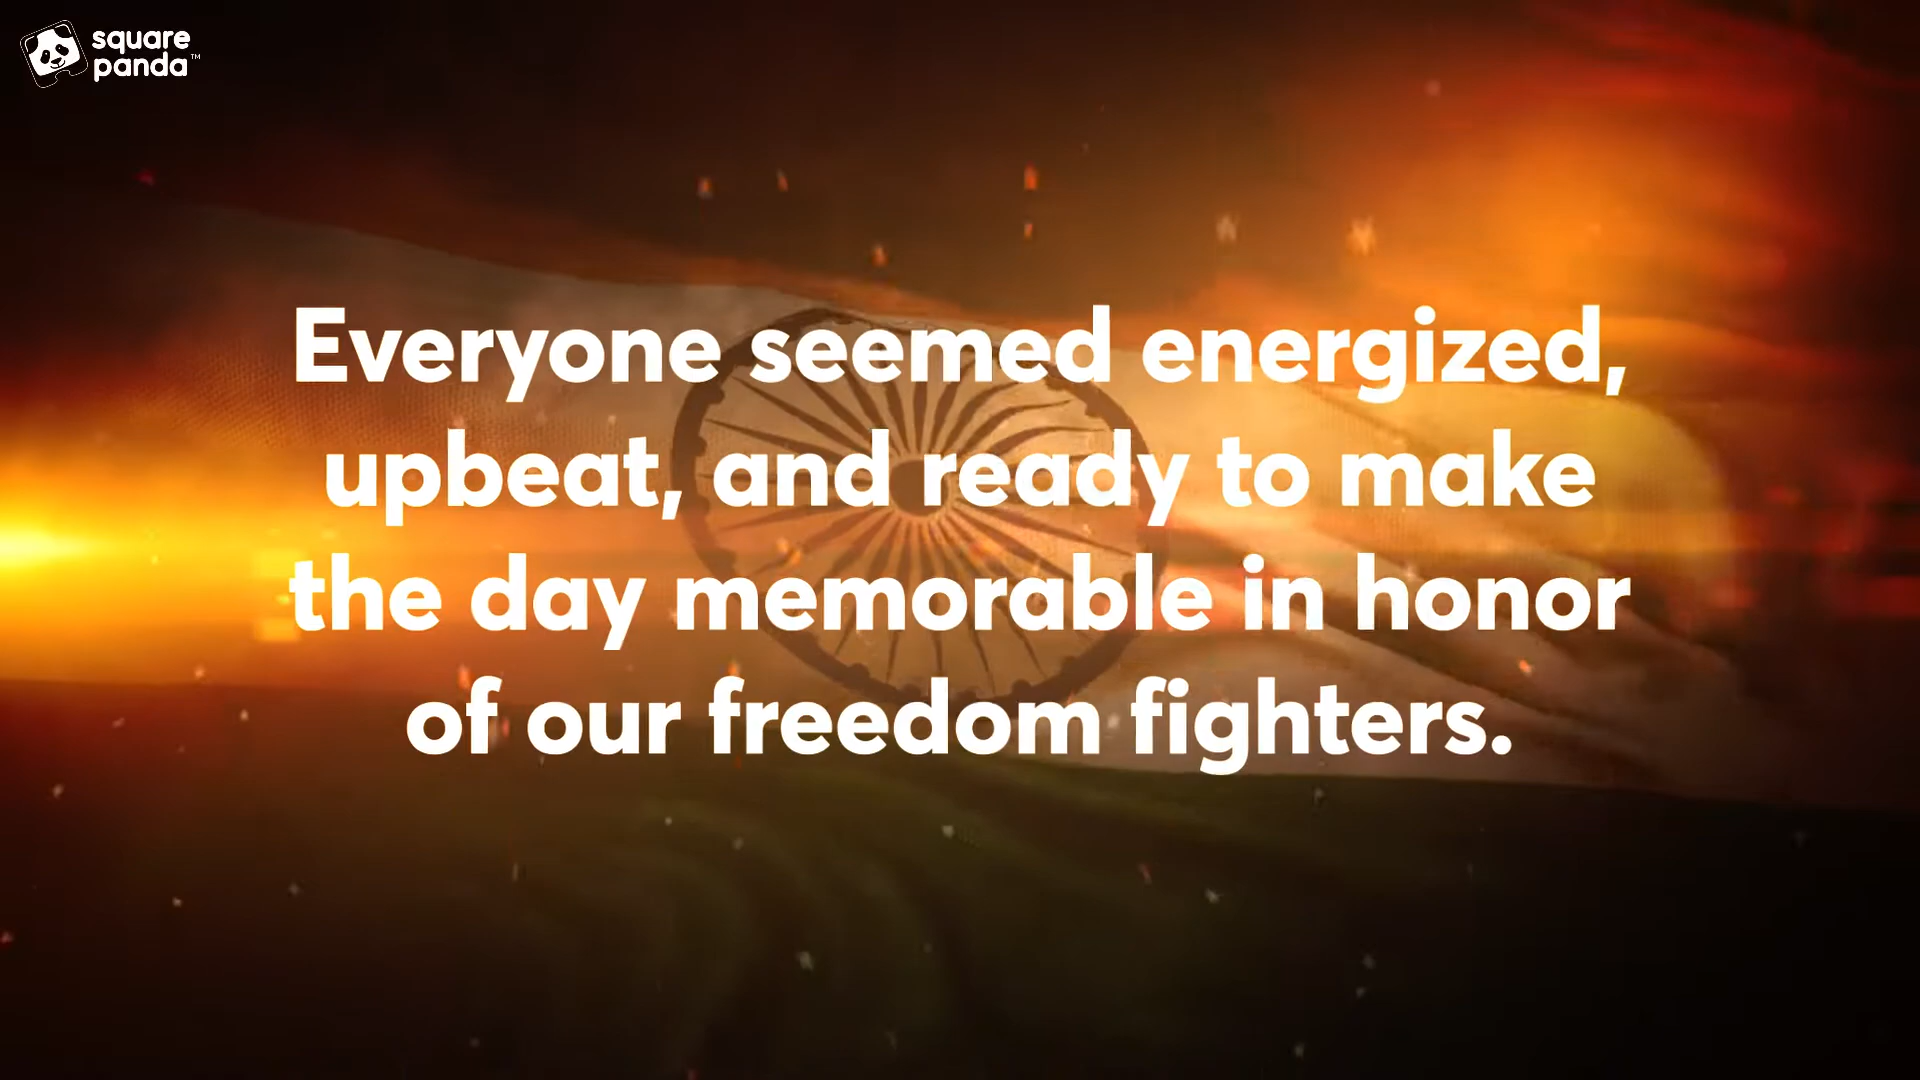 square
panda™
Everyone seemed energized,
upbeat, and ready to make
the day memorable in honor
of our freedom fighters.